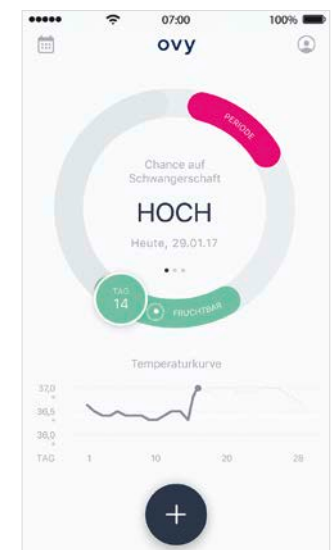 07:00
100%
ovy
PERIODE
Chance auf
Schwangerschaft
HOCH
Heute, 29.01.17
TAG
14
FRUCHTBAR
Temperaturkurve
37,0
36,5
36,0
TAG 1 10 20 28